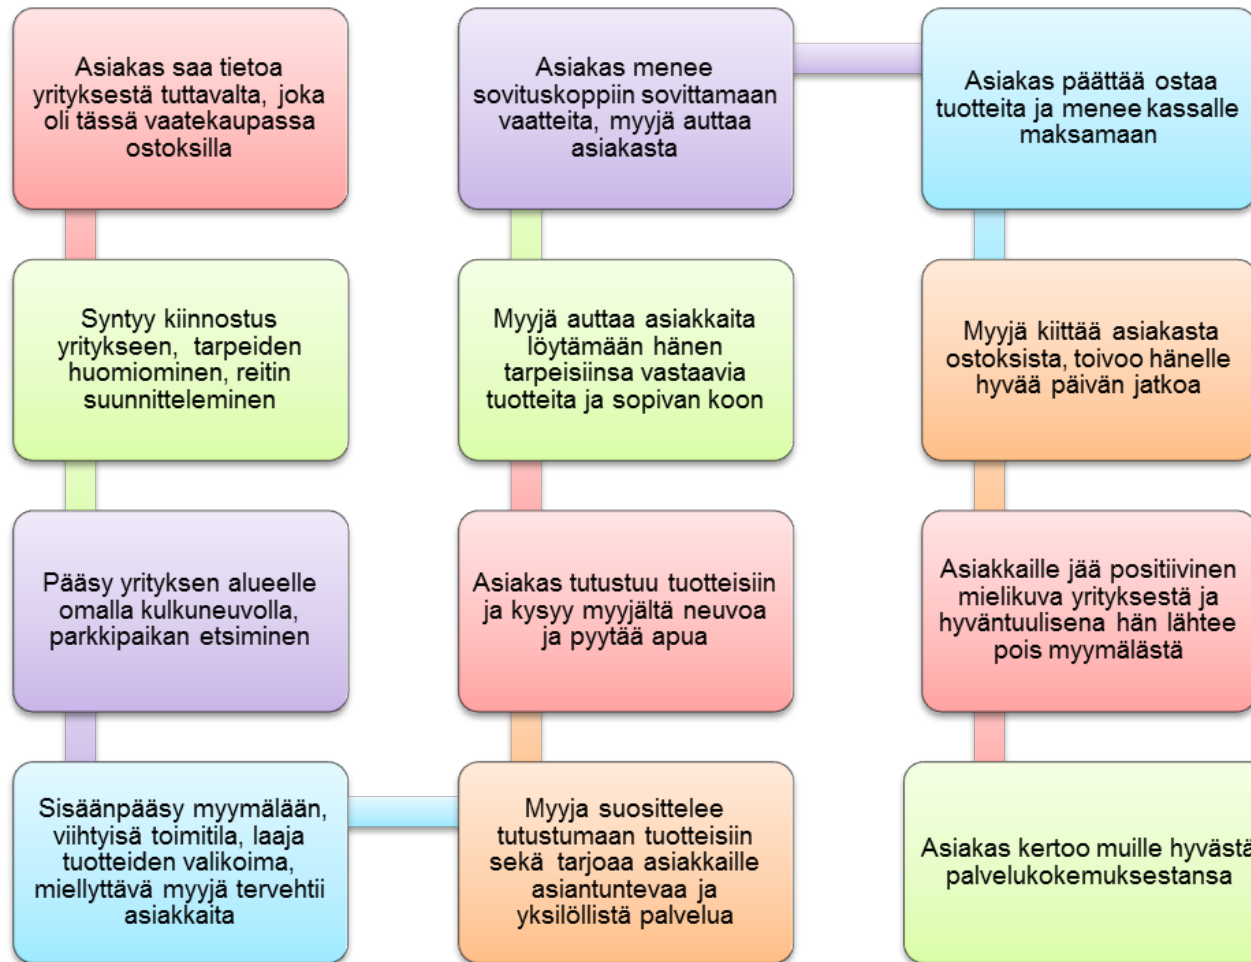 Asiakas saa tietoa
yrityksestä tuttavalta, joka
oli tässä vaatekaupassa
ostoksilla
Syntyy kiinnostus
yritykseen, tarpeiden
huomiominen, reitin
suunnitteleminen
Pääsy yrityksen alueelle
omalla kulkuneuvolla,
parkkipaikan etsiminen
Sisäänpääsy myymälään,
viihtyisä toimitila, laaja
tuotteiden valikoima,
miellyttävä myyjä tervehtii
asiakkaita
Myyja suosittelee
tutustumaan tuotteisiin
sekä tarjoaa asiakkaille
asiantuntevaa ja
yksilöllistä palvelua
Asiakas tutustuu tuotteisiin
ja kysyy myyjältä neuvoa
ja pyytää apua
Myyjä auttaa asiakkaita
löytämään hänen
tarpeisiinsa vastaavia
tuotteita ja sopivan koon
Asiakas menee
sovituskoppiin sovittamaan
vaatteita, myyjä auttaa
asiakasta
Asiakas päättää ostaa
tuotteita ja menee kassalle
maksamaan
Myyjä kiittää asiakasta
ostoksista, toivoo hänelle
hyvää päivän jatkoa
Asiakkaille jää positiivinen
mielikuva yrityksestä ja
hyväntuulisena hän lähtee
pois myymälästä
Asiakas kertoo muille hyvästä
palvelukokemuksestansa